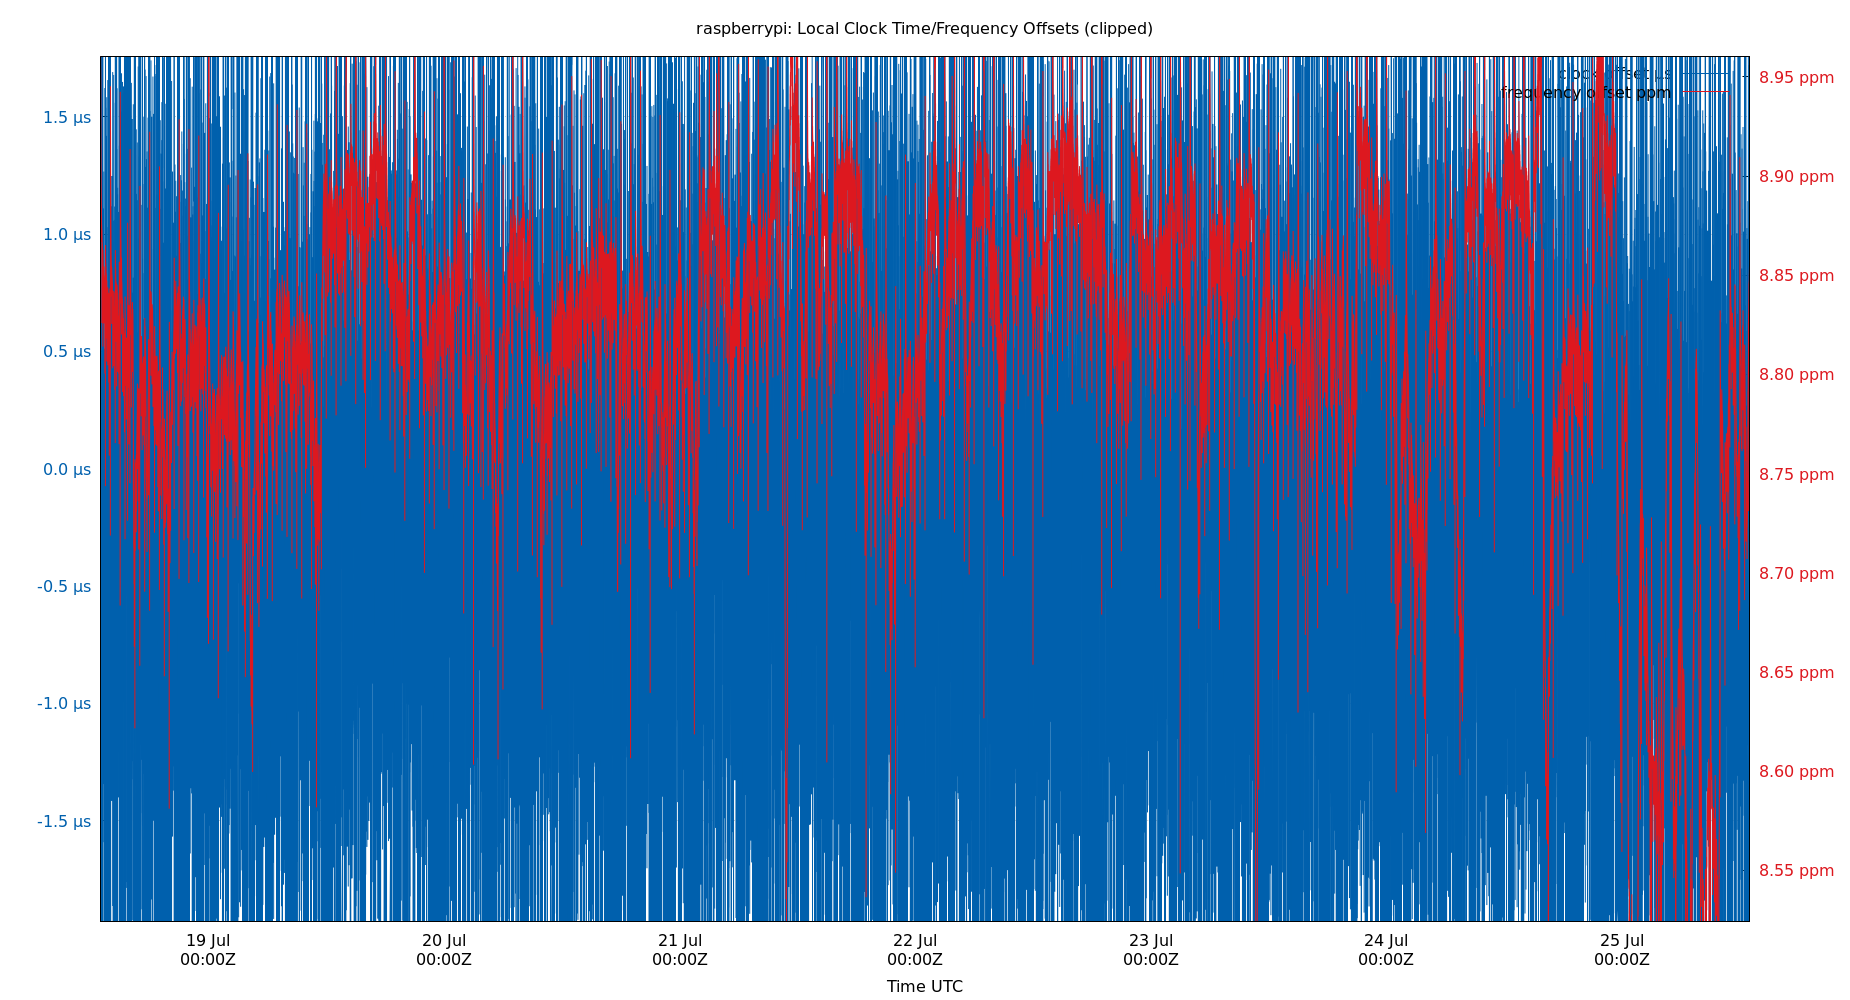 raspberrypi: Local Clock Time/Frequency Offsets (clipped)
clock offset µs
frequency offset ppm
1.5 µs
1.0 µs
0.5 µs
0.0 µs
-0.5 µs
-1.0 µs
-1.5 µs
8.95 ppm
8.90 ppm
8.85 ppm
8.80 ppm
8.75 ppm
8.70 ppm
8.65 ppm
8.60 ppm
8.55 ppm
19 Jul
00:00Z
20 Jul
00:00Z
21 Jul
00:00Z
22 Jul
00:00Z
23 Jul
00:00Z
24 Jul
00:00Z
25 Jul
00:00Z
Time UTC